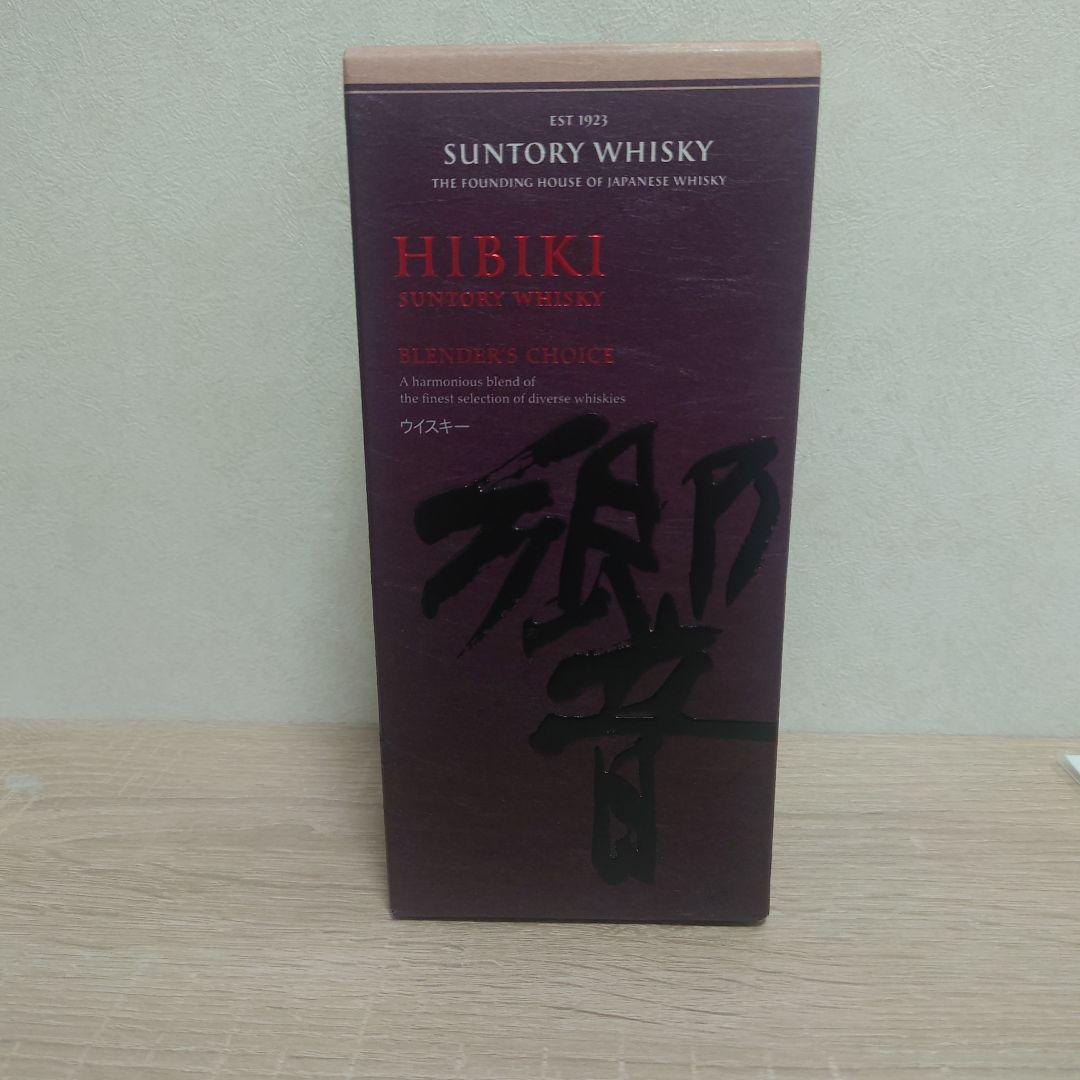 EST 1923
SUNTORY WHISKY
THE FOUNDING HOUSE OF JAPANESE WHISKY
HIBIKI
SUNTORY WHISKY
BLENDER'S CHOICE
A harmonious blend of
the finest selection of diverse whiskies
ウイスキー
響